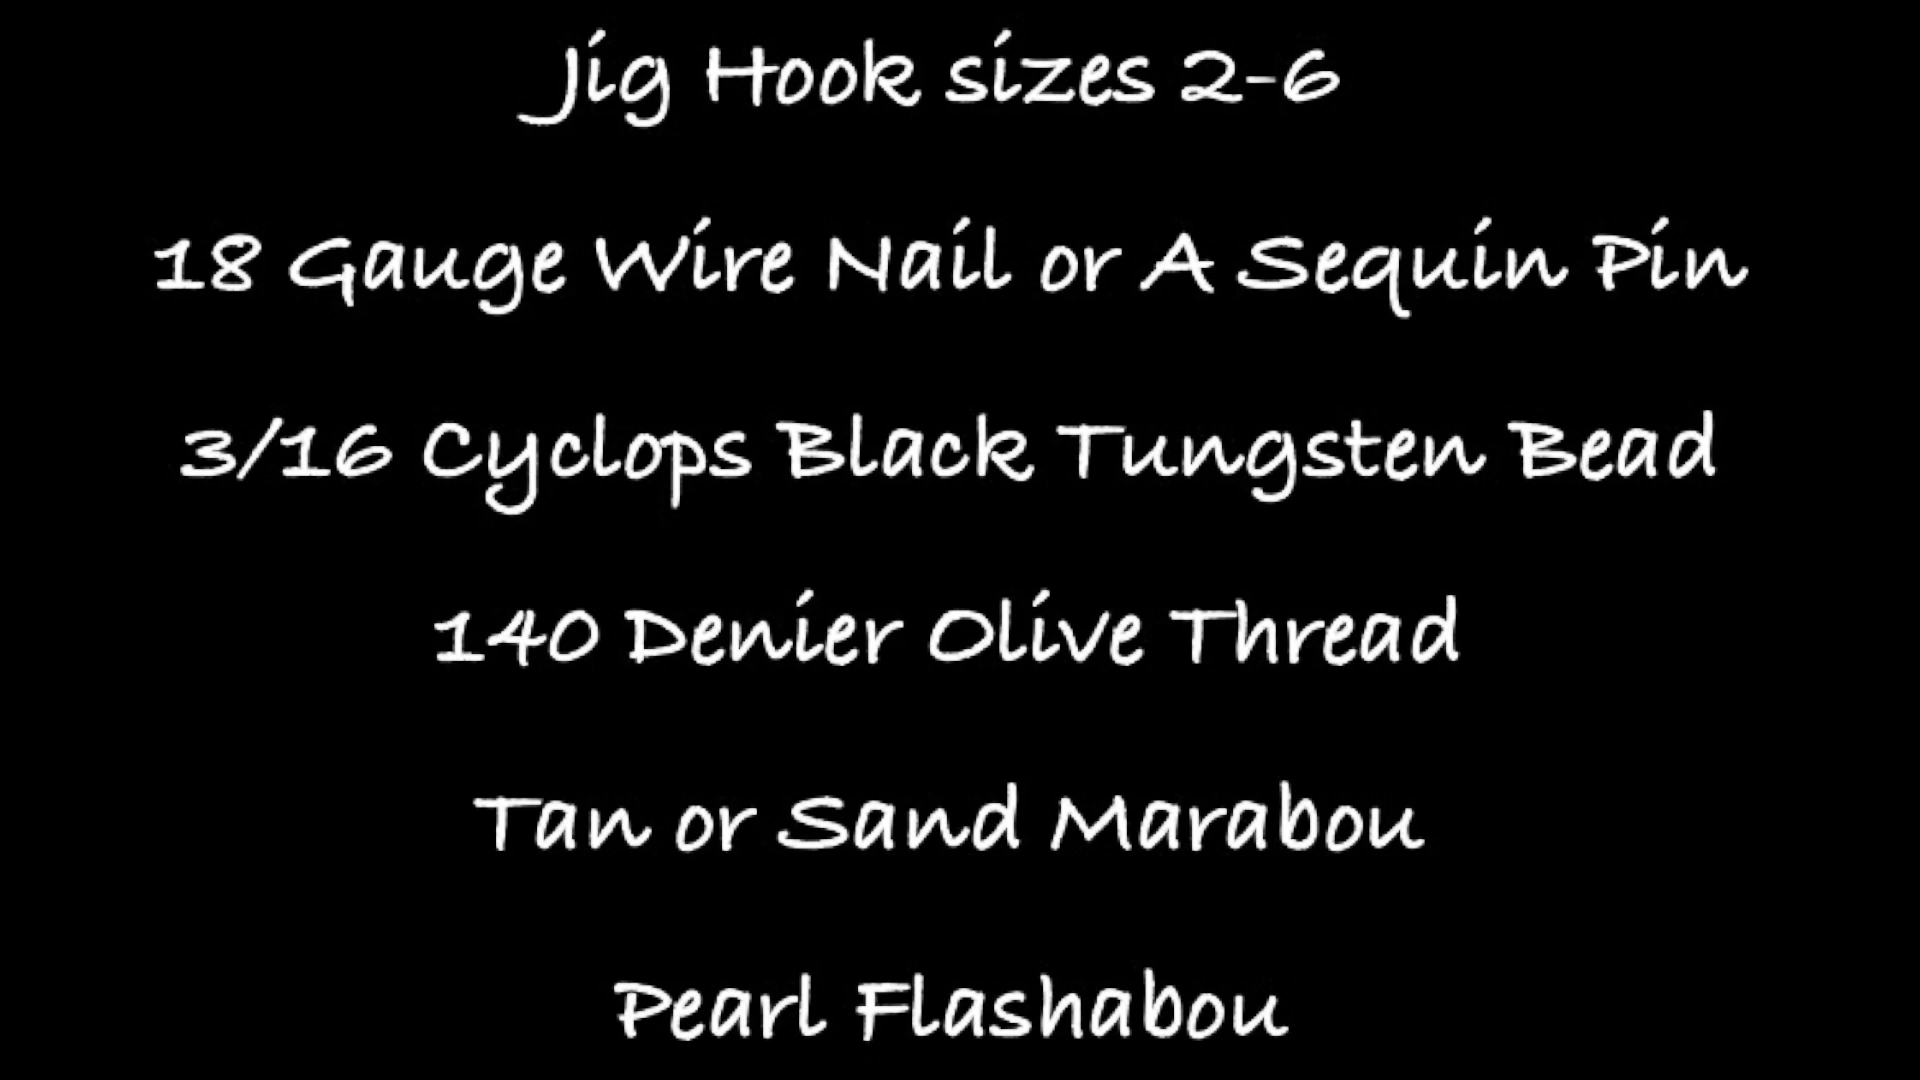 Jig Hook sizes 2-6
18 Gauge Wire Nail or A Sequin Pin
3/16 Cyclops Black Tungsten Bead
140 Denier Olive Thread
Tan or Sand Marabou
Pearl Flashabou